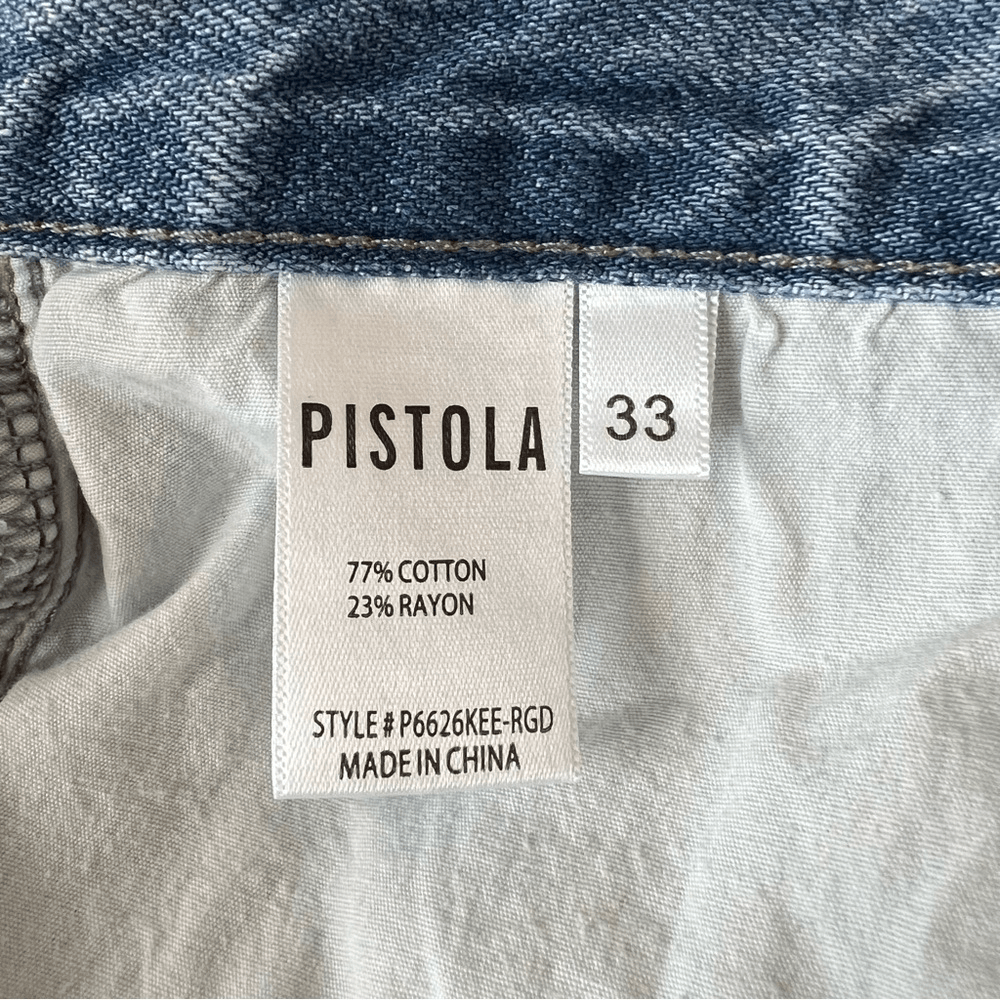 PISTOLA
33
77% COTTON
23% RAYON
STYLE # P6626KEE-RGD
MADE IN CHINA